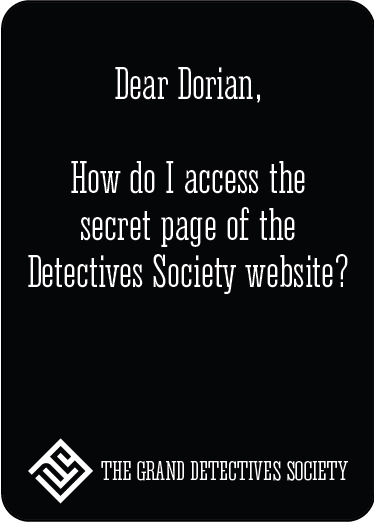 Dear Dorian,
How do I access the
secret page of the
Detectives Society website?
THE GRAND DETECTIVES SOCIETY